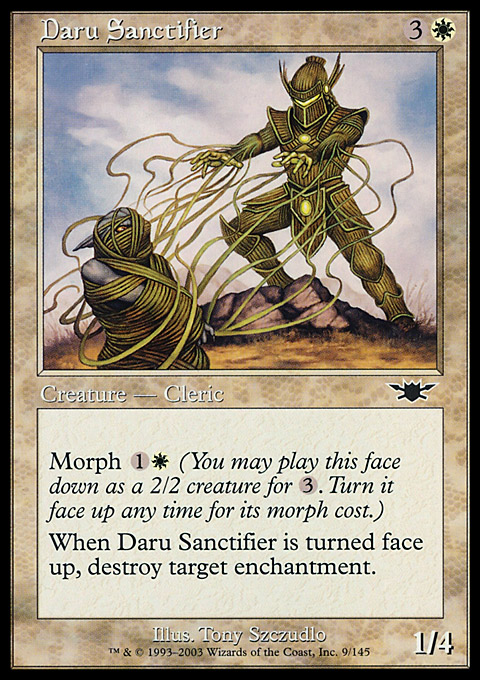 Daru Sanctifier 3
Creature — Cleric
Morph 1 (You may play this face
down as a 2/2 creature for 3. Turn it
face up any time for its morph cost.)
When Daru Sanctifier is turned face
up, destroy target enchantment.
Illus. Tony Szczudlo
™ & © 1993–2003 Wizards of the Coast, Inc. 9/145
1/4